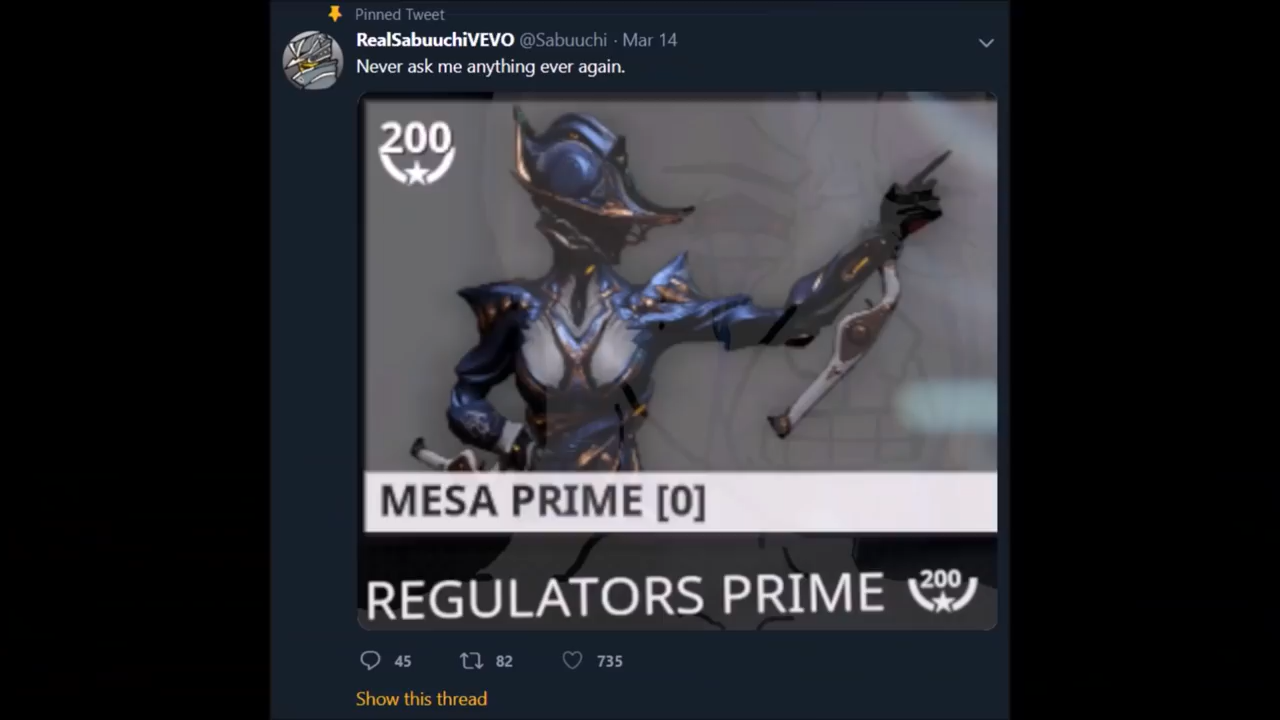 Pinned Tweet
RealSabuuchiVEVO @Sabuuchi · Mar 14
Never ask me anything ever again.
200
MESA PRIME [0]
REGULATORS PRIME 200
45 82 735
Show this thread